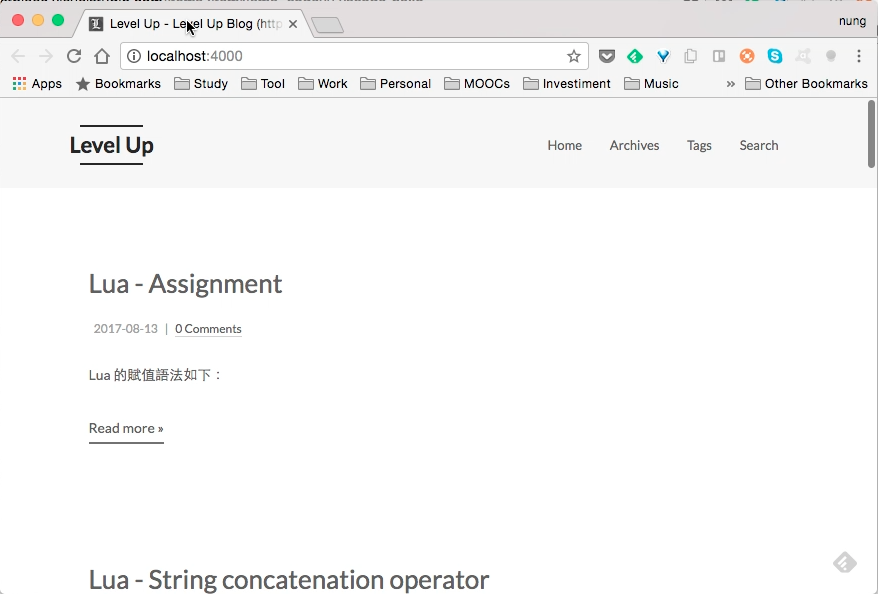 Level Up - Level Up Blog (http
nung
localhost:4000
Apps Bookmarks Study Tool Work Personal MOOCs Investiment Music » Other Bookmarks
Level Up
Home Archives Tags Search
Lua - Assignment
2017-08-13 | 0 Comments
Lua 的賦值語法如下：
Read more »
Lua - String concatenation operator